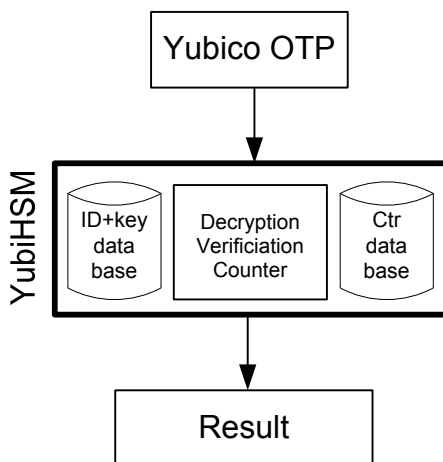 Yubico OTP
YubiHSM
ID+key
data
base
Decryption
Verificiation
Counter
Ctr
data
base
Result